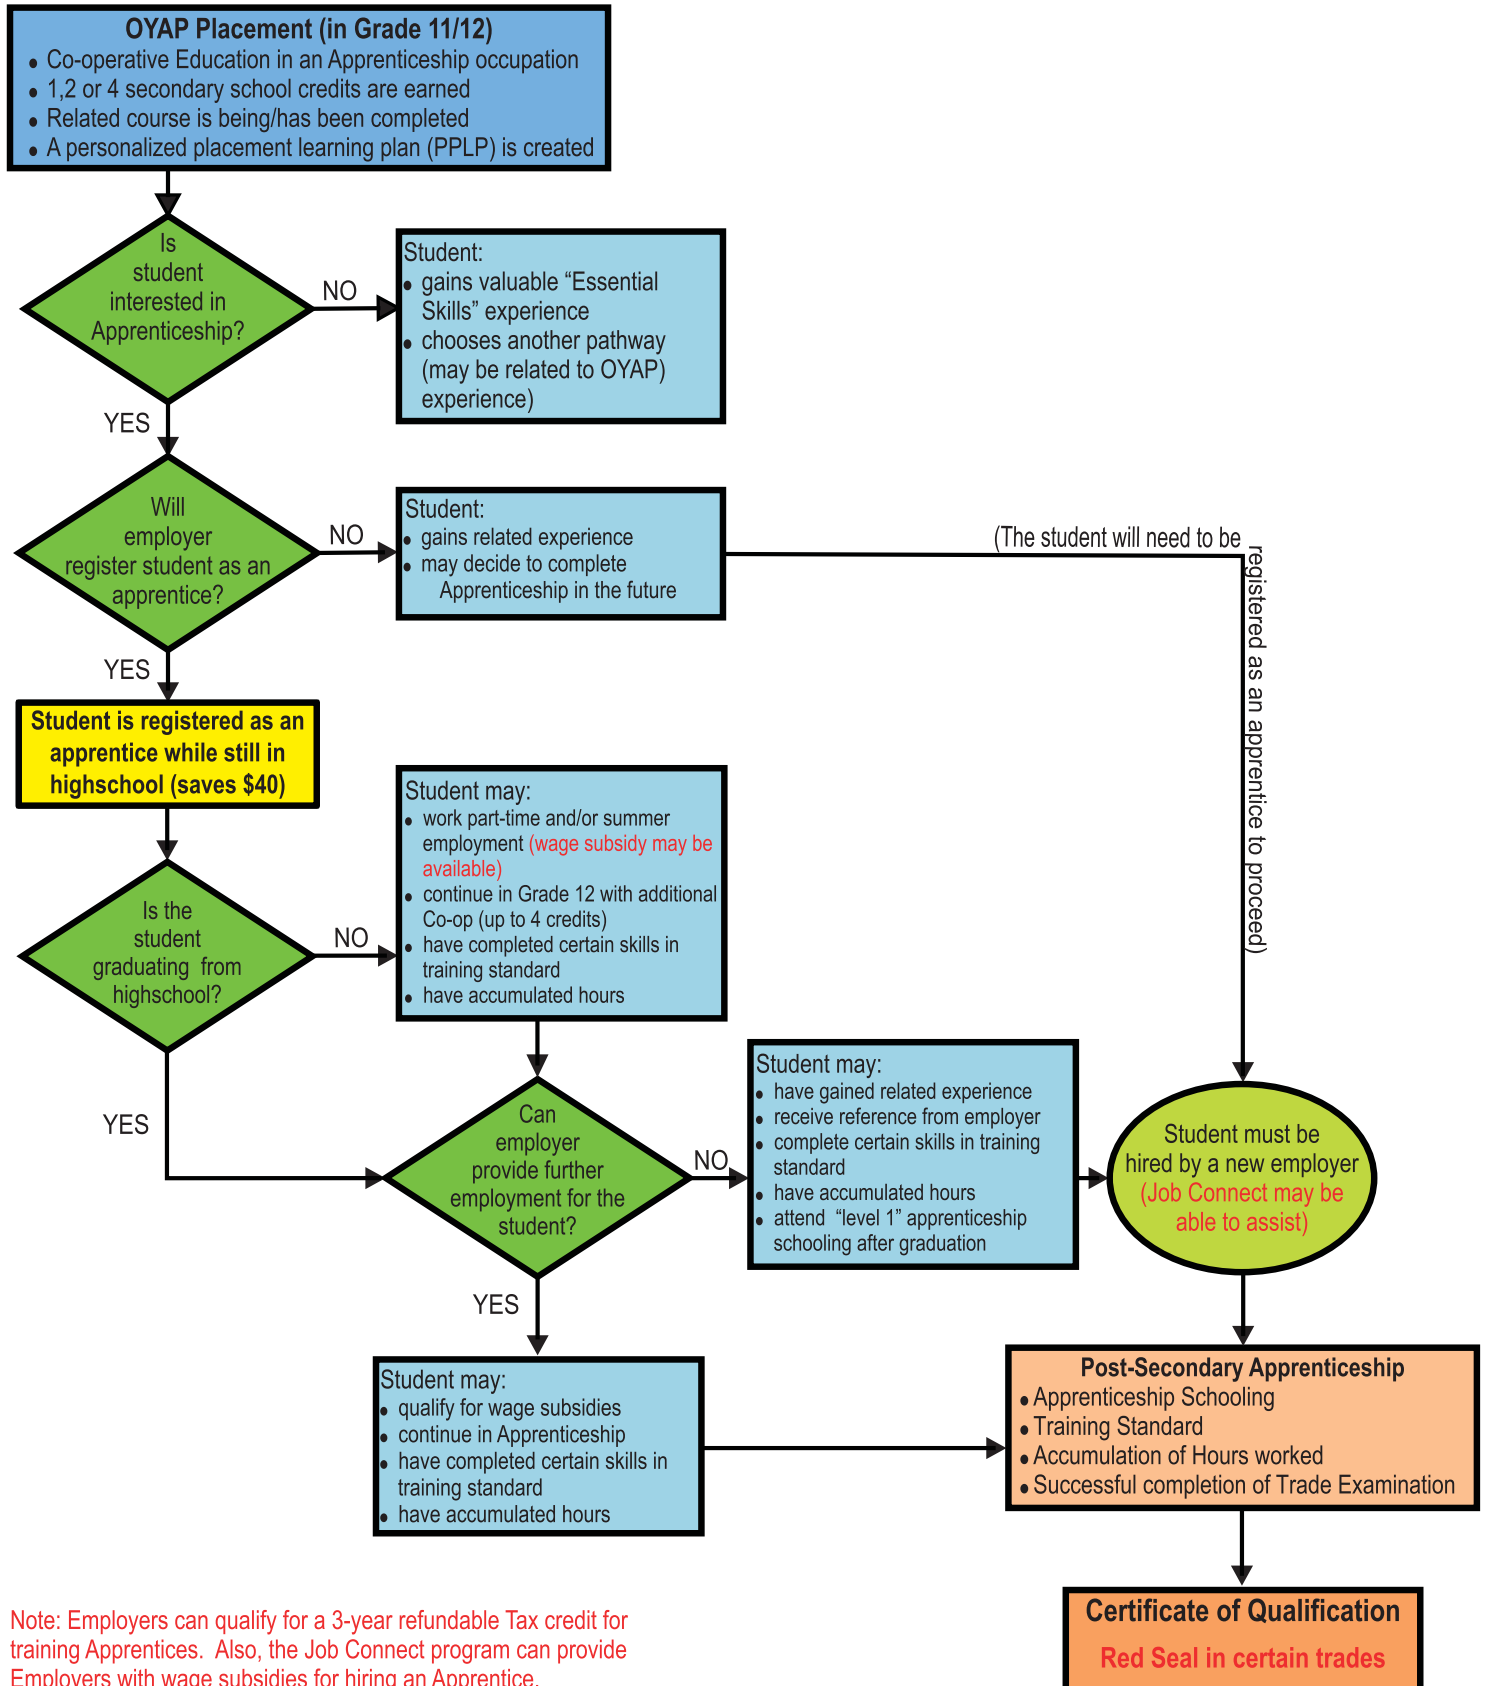 OYAP Placement (in Grade 11/12)
• Co-operative Education in an Apprenticeship occupation
• 1,2 or 4 secondary school credits are earned
• Related course is being/has been completed
• A personalized placement learning plan (PPLP) is created
Is
student
interested in
Apprenticeship?
NO
Student:
• gains valuable “Essential
Skills” experience
• chooses another pathway
(may be related to OYAP)
experience)
YES
Will
employer
register student as an
apprentice?
NO
Student:
• gains related experience
• may decide to complete
Apprenticeship in the future
(The student will need to be
registered as an apprentice to proceed)
YES
Student is registered as an
apprentice while still in
highschool (saves $40)
Is the
student
graduating from
highschool?
NO
Student may:
• work part-time and/or summer
employment (wage subsidy may be
available)
• continue in Grade 12 with additional
Co-op (up to 4 credits)
• have completed certain skills in
training standard
• have accumulated hours
YES
Can
employer
provide further
employment for the
student?
NO
Student may:
• have gained related experience
• receive reference from employer
• complete certain skills in training
standard
• have accumulated hours
• attend “level 1” apprenticeship
schooling after graduation
Student must be
hired by a new employer
(Job Connect may be
able to assist)
YES
Student may:
• qualify for wage subsidies
• continue in Apprenticeship
• have completed certain skills in
training standard
• have accumulated hours
Post-Secondary Apprenticeship
• Apprenticeship Schooling
• Training Standard
• Accumulation of Hours worked
• Successful completion of Trade Examination
Certificate of Qualification
Red Seal in certain trades
Note: Employers can qualify for a 3-year refundable Tax credit for
training Apprentices. Also, the Job Connect program can provide
Employers with wage subsidies for hiring an Apprentice.